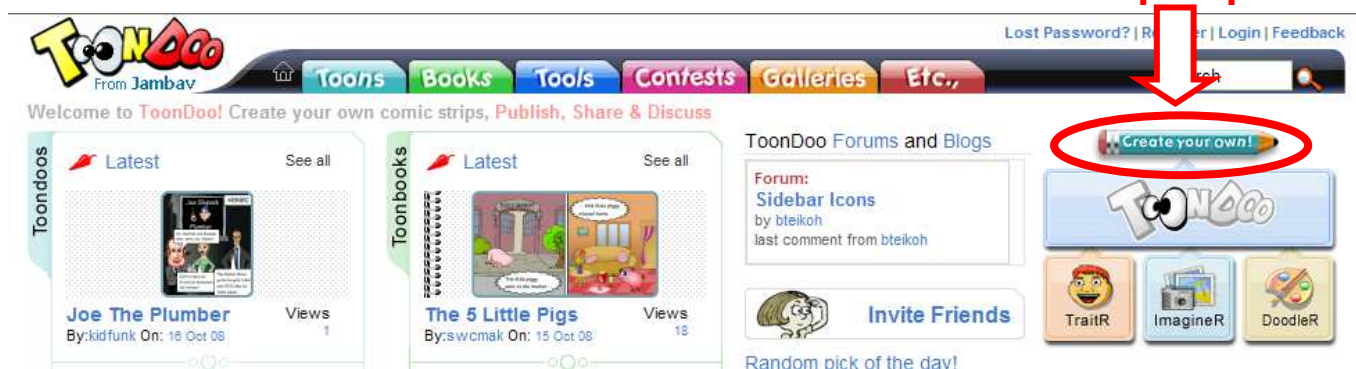 TOONDOO
From Jambav
Lost Password? | Login | Feedback
Toons Books Tools Contests Galleries Etc.,
Welcome to ToonDoo! Create your own comic strips, Publish, Share & Discuss
Toondoos
Latest See all
Joe The Plumber Views
By:kidfunk On: 16 Oct 08 1
Toonbooks
Latest See all
The 5 Little Pigs Views
By:swcmak On: 15 Oct 08 18
ToonDoo Forums and Blogs
Forum:
Sidebar Icons
by bteikoh
last comment from bteikoh
Invite Friends
Random pick of the day!
Create your own!
TOONDOO
TraitR ImagineR DoodleR